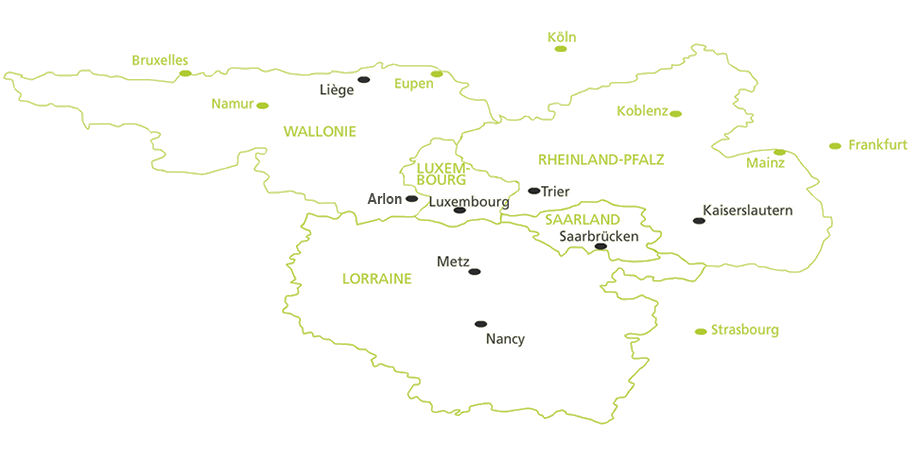 Köln
Bruxelles
Liège
Eupen
Namur
Koblenz
WALLONIE
Frankfurt
RHEINLAND-PFALZ
Mainz
LUXEM-
BOURG
Trier
Arlon
Luxembourg
Kaiserslautern
SAARLAND
Saarbrücken
Metz
LORRAINE
Strasbourg
Nancy